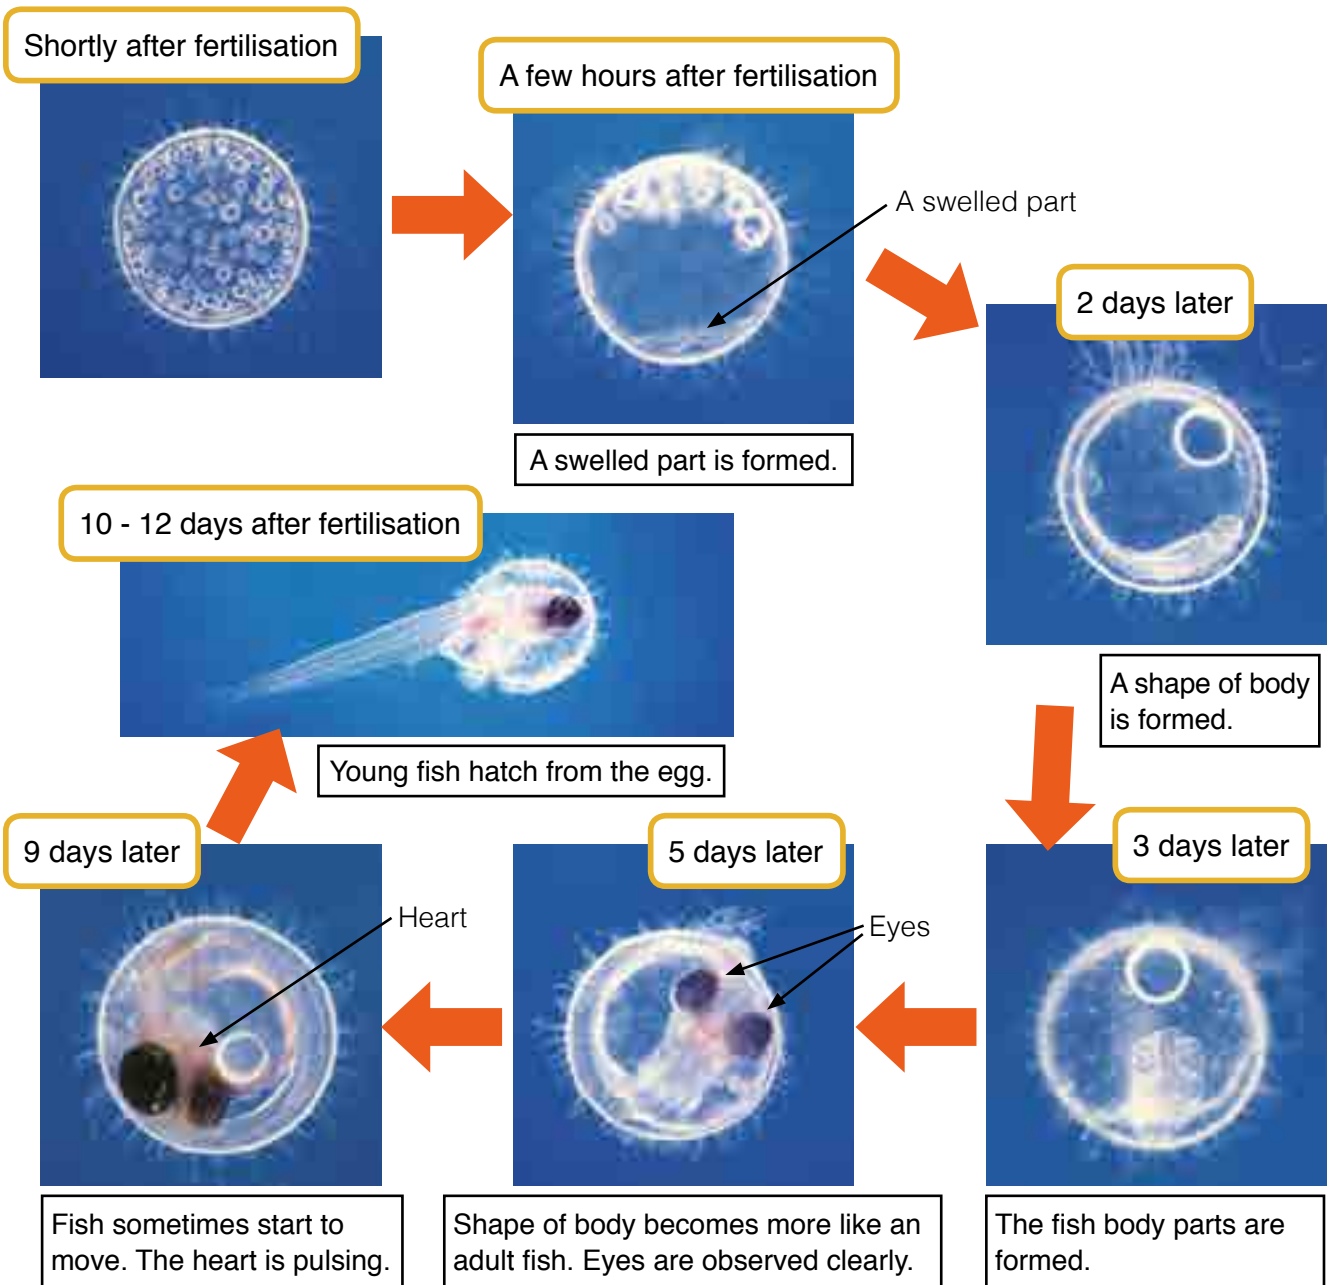 Shortly after fertilisation
A few hours after fertilisation
A swelled part
A swelled part is formed.
2 days later
A shape of body
is formed.
3 days later
The fish body parts are
formed.
5 days later
Eyes
Shape of body becomes more like an
adult fish. Eyes are observed clearly.
9 days later
Heart
Fish sometimes start to
move. The heart is pulsing.
10 - 12 days after fertilisation
Young fish hatch from the egg.